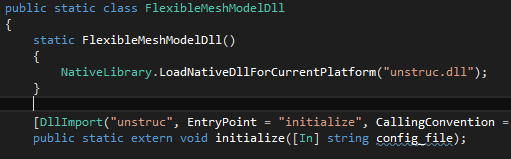 public static class FlexibleMeshModelDll
{
static FlexibleMeshModelDll()
{
NativeLibrary.LoadNativeDllForCurrentPlatform("unstruc.dll");
}
[DllImport("unstruc", EntryPoint = "initialize", CallingConvention =
public static extern void initialize([In] string config_file);